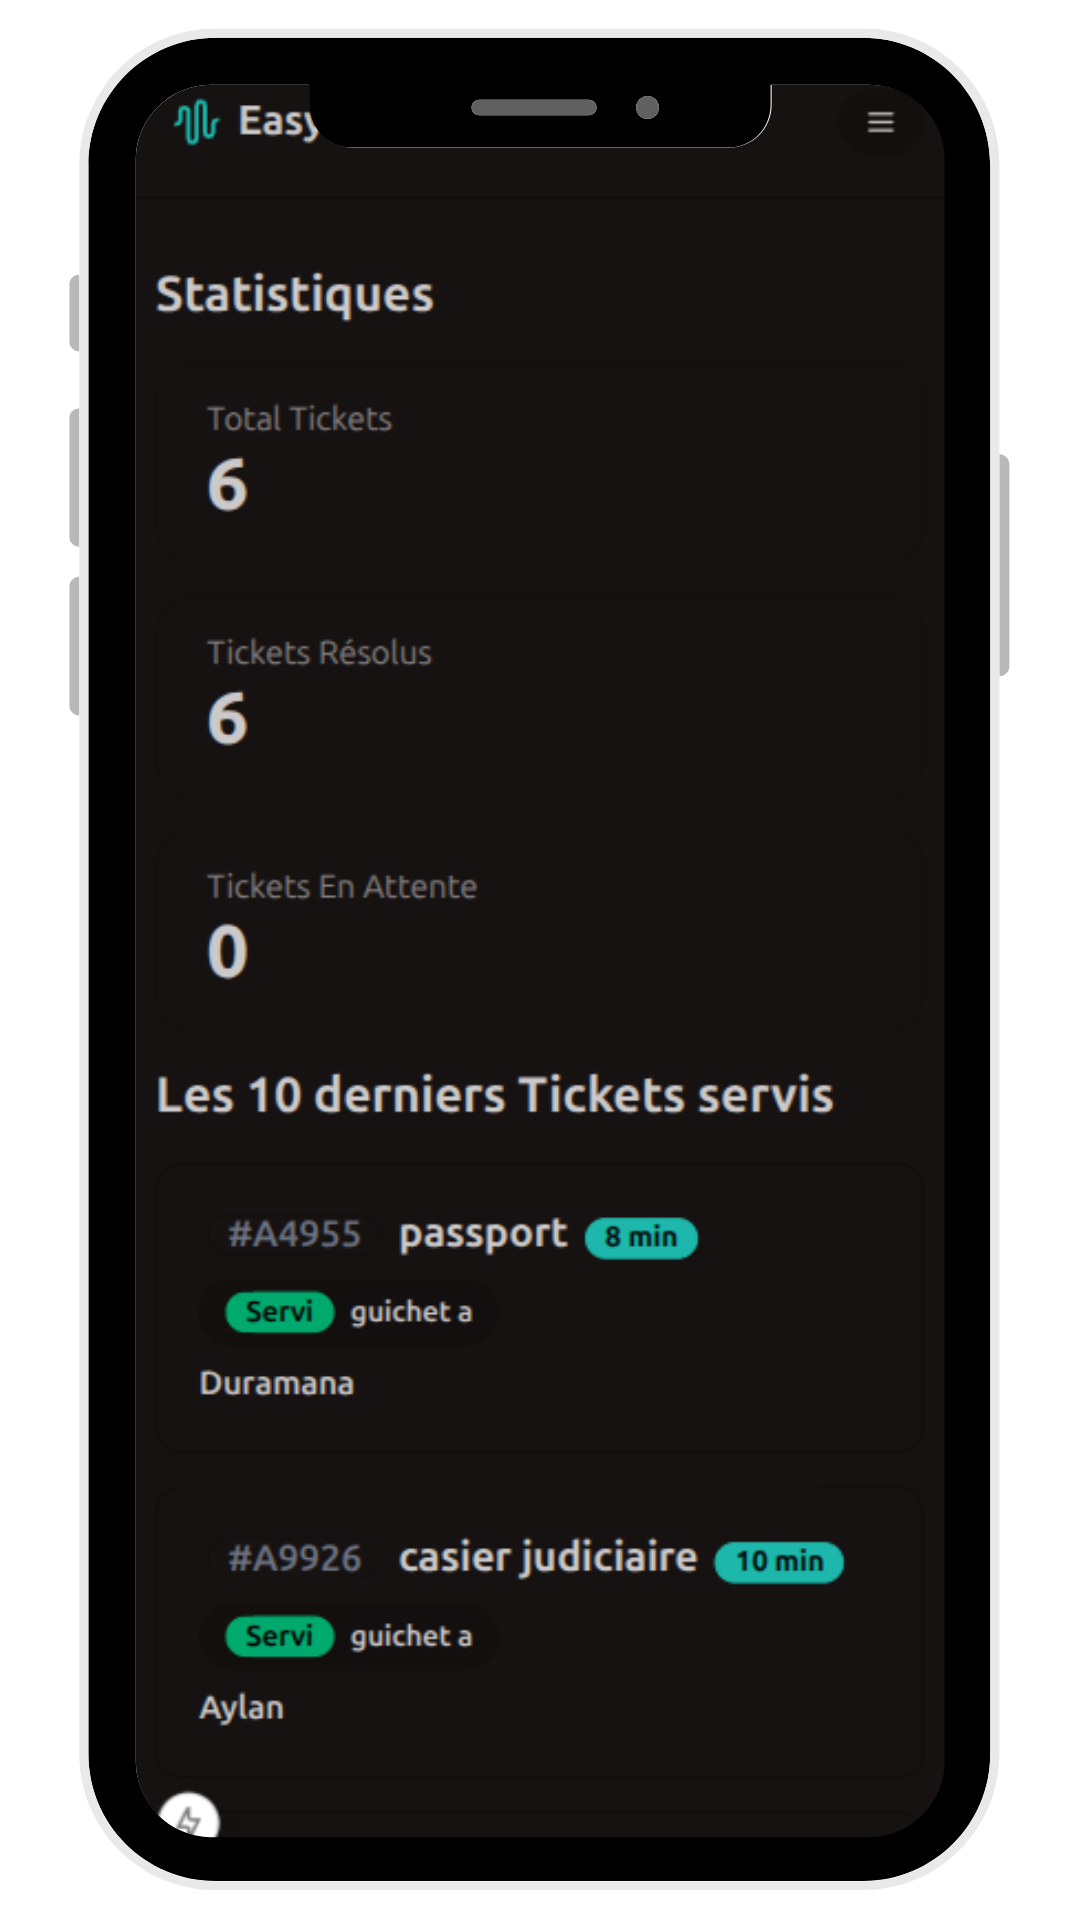 Easy
Statistiques
Total Tickets
6
Tickets Résolus
6
Tickets En Attente
0
Les 10 derniers Tickets servis
#A4955 passport 8 min
Servi guichet a
Duramana
#A9926 casier judiciaire 10 min
Servi guichet a
Aylan